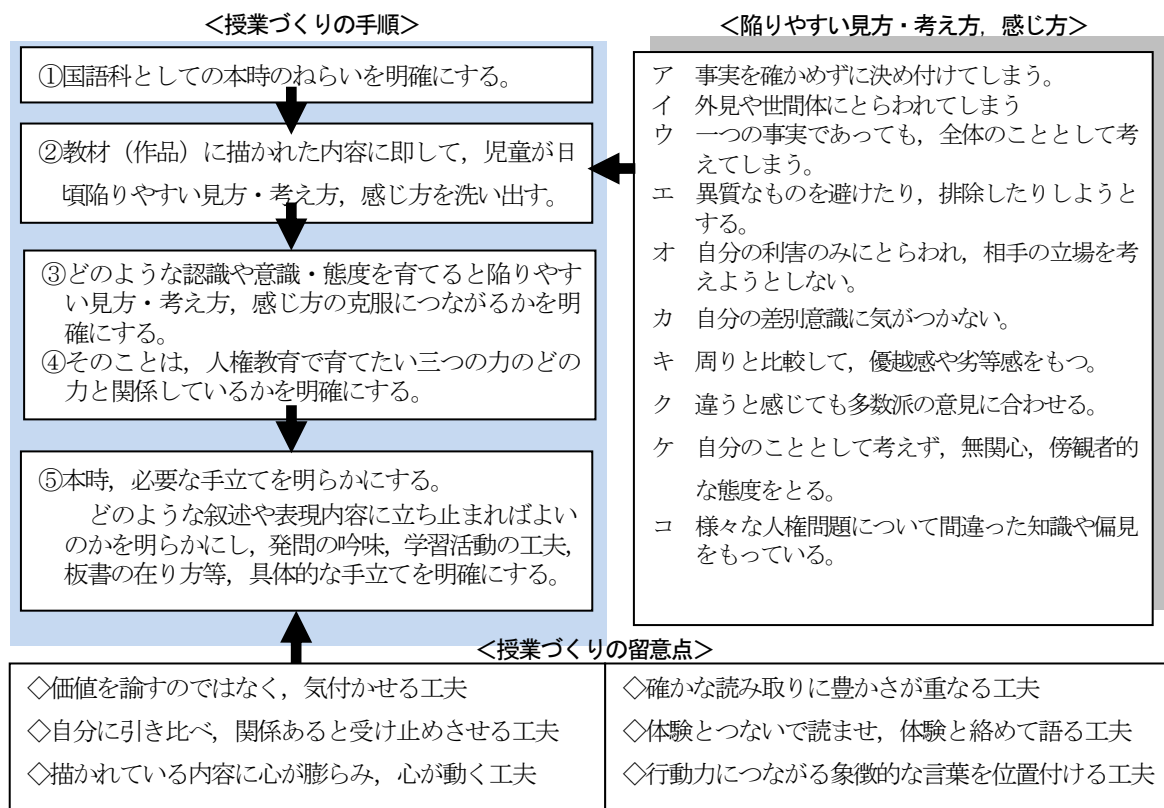 ＜授業づくりの手順＞
①国語科としての本時のねらいを明確にする。
②教材（作品）に描かれた内容に即して，児童が日
頃陥りやすい見方・考え方，感じ方を洗い出す。
③どのような認識や意識・態度を育てると陥りやす
い見方・考え方，感じ方の克服につながるかを明
確にする。
④そのことは，人権教育で育てたい三つの力のどの
力と関係しているかを明確にする。
⑤本時，必要な手立てを明らかにする。
どのような叙述や表現内容に立ち止まればよい
のかを明らかにし，発問の吟味，学習活動の工夫，
板書の在り方等，具体的な手立てを明確にする。
＜陥りやすい見方・考え方，感じ方＞
ア　事実を確かめずに決め付けてしまう。
イ　外見や世間体にとらわれてしまう
ウ　一つの事実であっても，全体のこととして考
えてしまう。
エ　異質なものを避けたり，排除したりしようと
する。
オ　自分の利害のみにとらわれ，相手の立場を考
えようとしない。
カ　自分の差別意識に気がつかない。
キ　周りと比較して，優越感や劣等感をもつ。
ク　違うと感じても多数派の意見に合わせる。
ケ　自分のこととして考えず，無関心，傍観者的
な態度をとる。
コ　様々な人権問題について間違った知識や偏見
をもっている。
＜授業づくりの留意点＞
◇価値を諭すのではなく，気付かせる工夫
◇自分に引き比べ，関係あると受け止めさせる工夫
◇描かれている内容に心が膨らみ，心が動く工夫
◇確かな読み取りに豊かさが重なる工夫
◇体験とつないで読ませ，体験と絡めて語る工夫
◇行動力につながる象徴的な言葉を位置付ける工夫